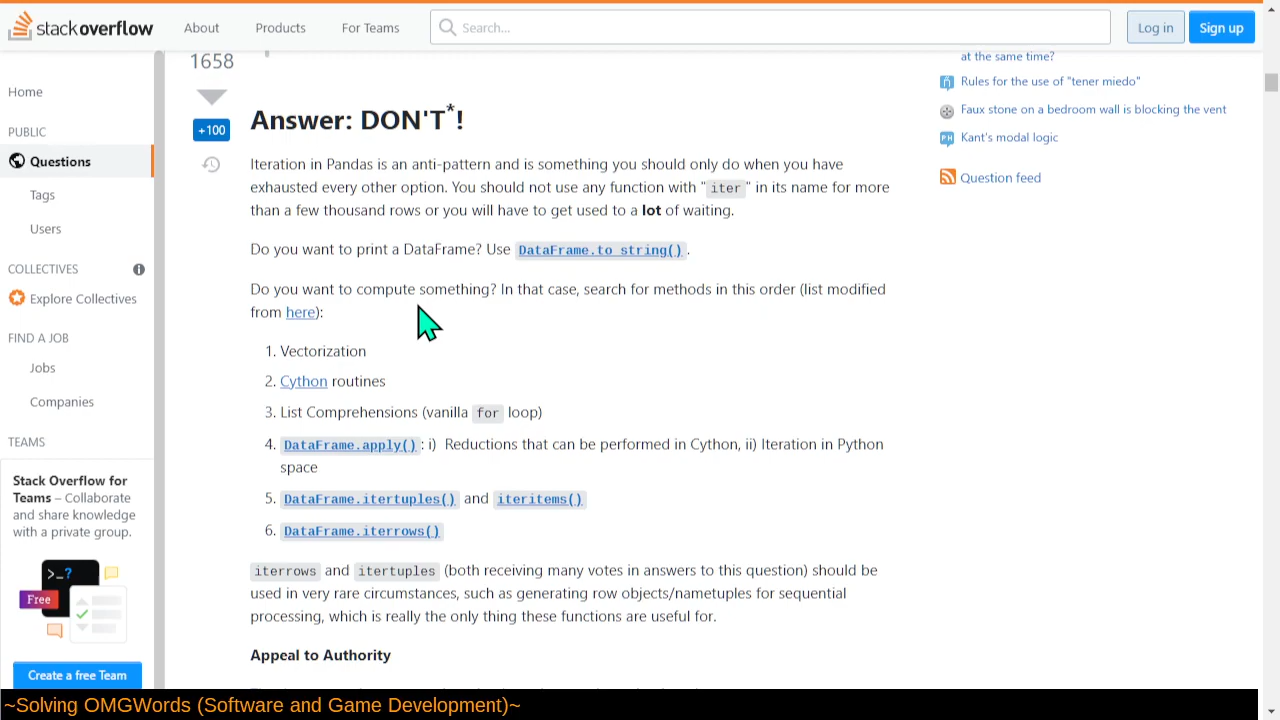 stackoverflow
About
Products
For Teams
Search...
Log in
Sign up
Home
PUBLIC
Questions
Tags
Users
COLLECTIVES
Explore Collectives
FIND A JOB
Jobs
Companies
TEAMS
Stack Overflow for
Teams – Collaborate
and share knowledge
with a private group.
>_?
Free
Create a free Team
1658
+100
Answer: DON'T*!
Iteration in Pandas is an anti-pattern and is something you should only do when you have
exhausted every other option. You should not use any function with "iter" in its name for more
than a few thousand rows or you will have to get used to a lot of waiting.
Do you want to print a DataFrame? Use DataFrame.to_string().
Do you want to compute something? In that case, search for methods in this order (list modified
from here):
1. Vectorization
2. Cython routines
3. List Comprehensions (vanilla for loop)
4. DataFrame.apply(): i) Reductions that can be performed in Cython, ii) Iteration in Python
space
5. DataFrame.itertuples() and iteritems()
6. DataFrame.iterrows()
iterrows and itertuples (both receiving many votes in answers to this question) should be
used in very rare circumstances, such as generating row objects/nametuples for sequential
processing, which is really the only thing these functions are useful for.
Appeal to Authority
at the same time?
Rules for the use of "tener miedo"
Faux stone on a bedroom wall is blocking the vent
PH Kant's modal logic
Question feed
~Solving OMGWords (Software and Game Development)~